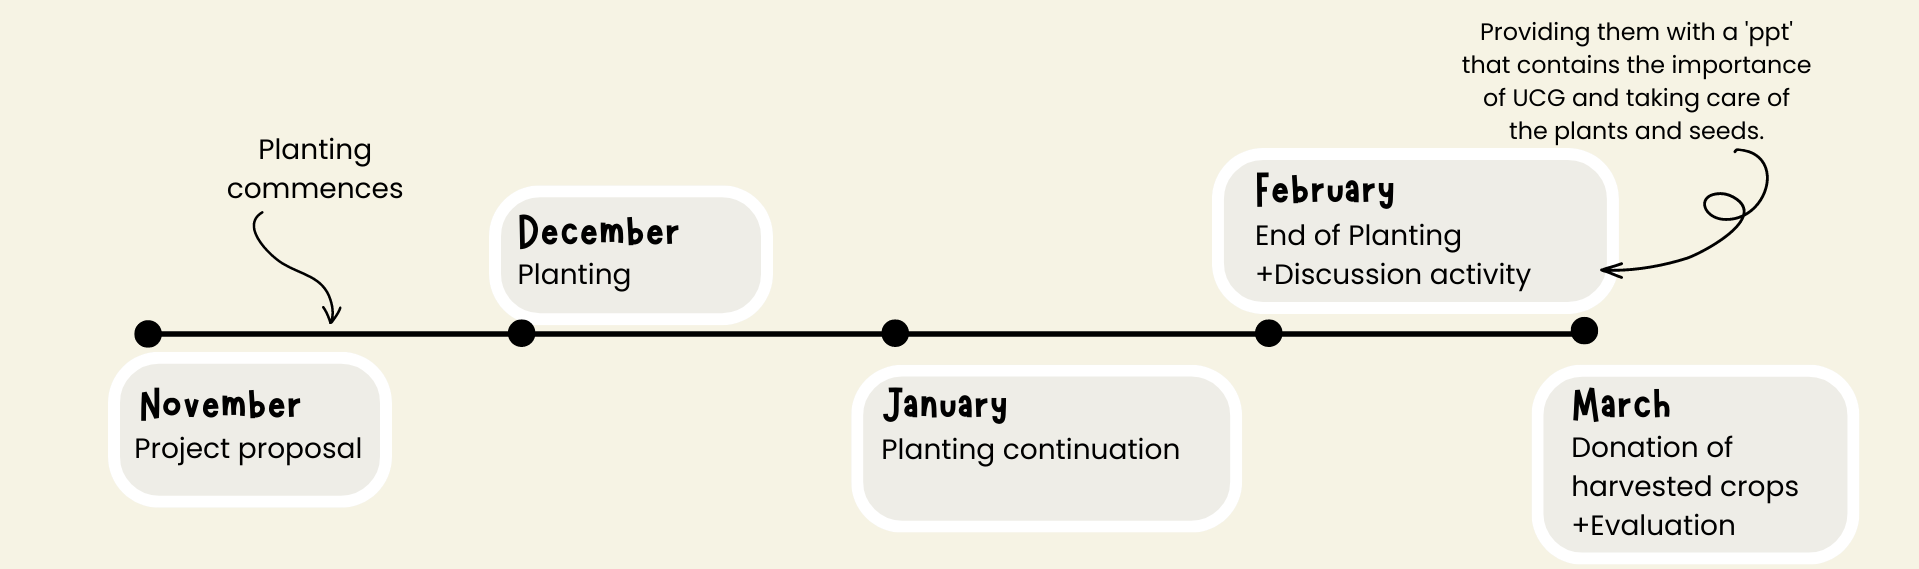 Providing them with a 'ppt'
that contains the importance
of UCG and taking care of
the plants and seeds.
Planting
commences
November
Project proposal
December
Planting
January
Planting continuation
February
End of Planting
+Discussion activity
March
Donation of
harvested crops
+Evaluation